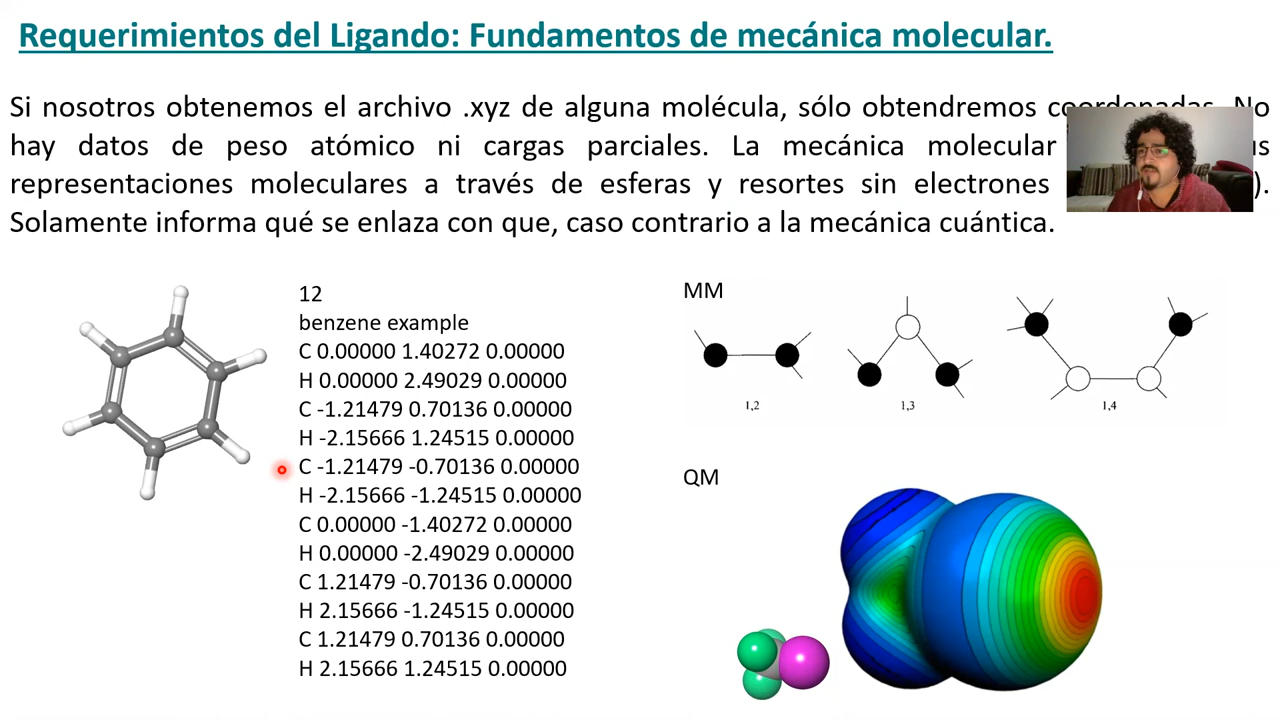 Requerimientos del Ligando: Fundamentos de mecánica molecular.
Si nosotros obtenemos el archivo .xyz de alguna molécula, sólo obtendremos coordenadas. No
hay datos de peso atómico ni cargas parciales. La mecánica molecular
representaciones moleculares a través de esferas y resortes sin electrones ).
Solamente informa qué se enlaza con que, caso contrario a la mecánica cuántica.
12
benzene example
C 0.00000 1.40272 0.00000
H 0.00000 2.49029 0.00000
C -1.21479 0.70136 0.00000
H -2.15666 1.24515 0.00000
C -1.21479 -0.70136 0.00000
H -2.15666 -1.24515 0.00000
C 0.00000 -1.40272 0.00000
H 0.00000 -2.49029 0.00000
C 1.21479 -0.70136 0.00000
H 2.15666 -1.24515 0.00000
C 1.21479 0.70136 0.00000
H 2.15666 1.24515 0.00000
MM
1,2
1,3
1,4
QM